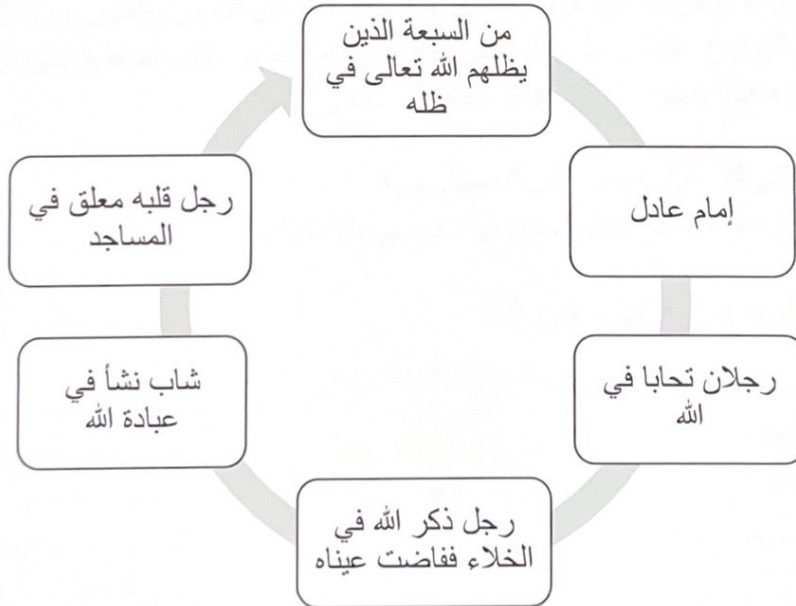 من السبعة الذين
يظلهم الله تعالى في
ظله
إمام عادل
رجلان تحابا في
الله
رجل ذكر الله في
الخلاء ففاضت عيناه
شاب نشأ في
عبادة الله
رجل قلبه معلق في
المساجد